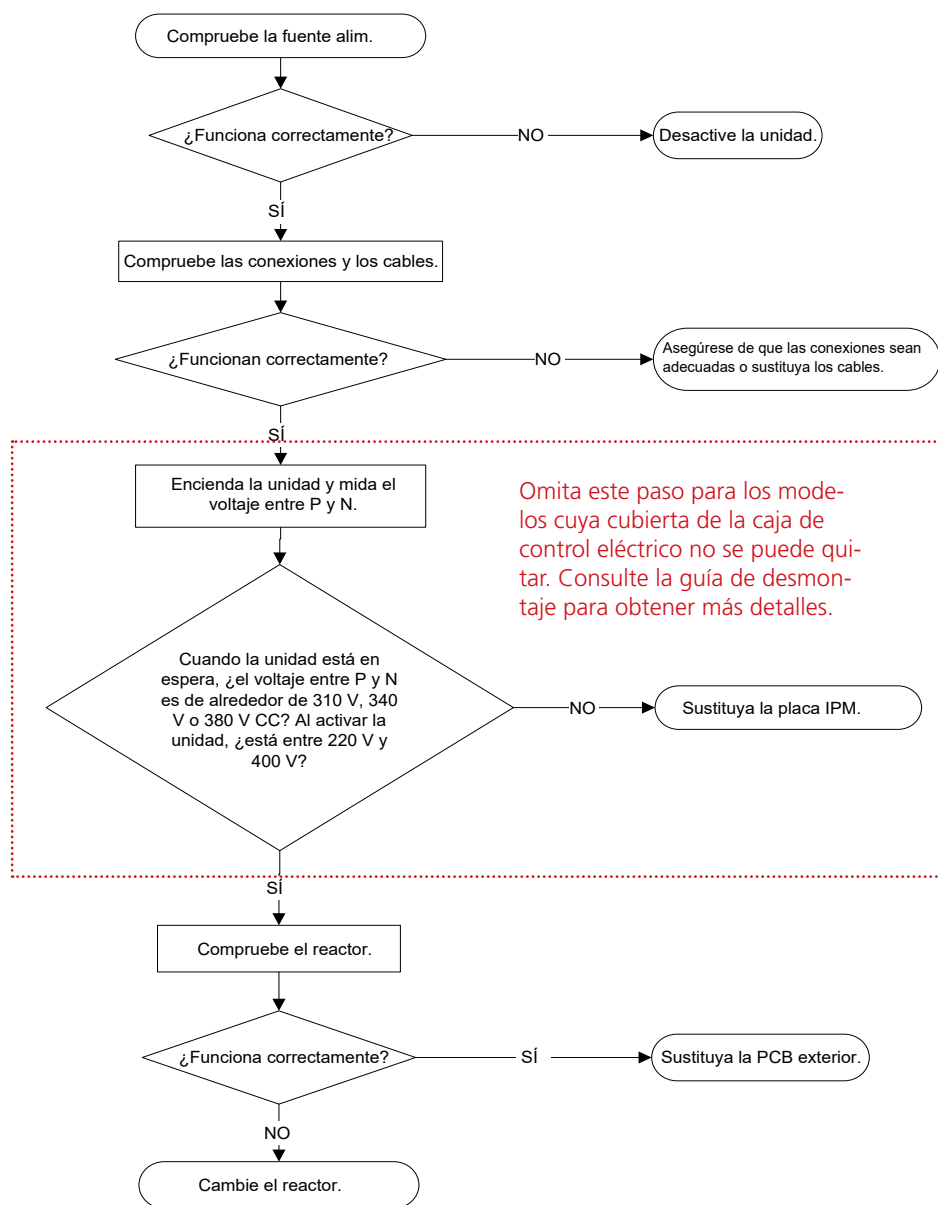 Compruebe la fuente alim.
¿Funciona correctamente?
NO
Desactive la unidad.
SÍ
Compruebe las conexiones y los cables.
¿Funcionan correctamente?
NO
Asegúrese de que las conexiones sean
adecuadas o sustituya los cables.
SÍ
Encienda la unidad y mida el
voltaje entre P y N.
Omita este paso para los mode-
los cuya cubierta de la caja de
control eléctrico no se puede qui-
tar. Consulte la guía de desmon-
taje para obtener más detalles.
Cuando la unidad está en
espera, ¿el voltaje entre P y N
es de alrededor de 310 V, 340
V o 380 V CC? Al activar la
unidad, ¿está entre 220 V y
400 V?
NO
Sustituya la placa IPM.
SÍ
Compruebe el reactor.
¿Funciona correctamente?
SÍ
Sustituya la PCB exterior.
NO
Cambie el reactor.